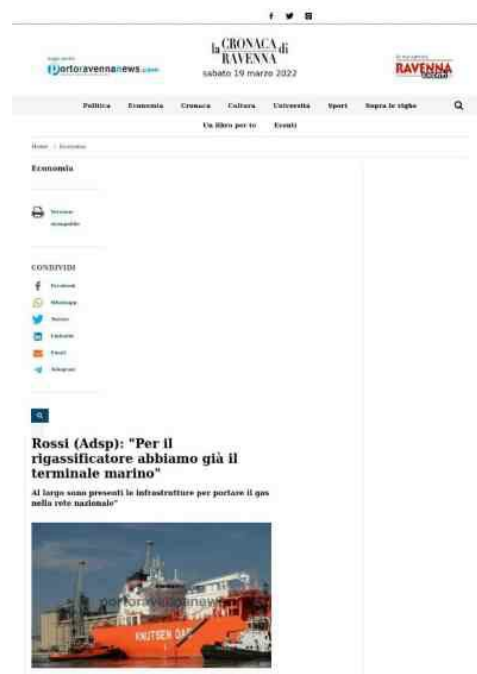 la CRONACA di
RAVENNA
sabato 19 marzo 2022
portoravennanews.com
RAVENNA
Politica Economia Cronaca Cultura Università Sport Sopra le righe
Un libro per te Eventi
Home / Economia
Economia
Versione
stampabile
CONDIVIDI
Facebook
Whatsapp
Twitter
Linkedin
Email
Telegram
Rossi (Adsp): "Per il
rigassificatore abbiamo già il
terminale marino"
Al largo sono presenti le infrastrutture per portare il gas
nella rete nazionale"
portoravennanews
KNUTSEN OAS